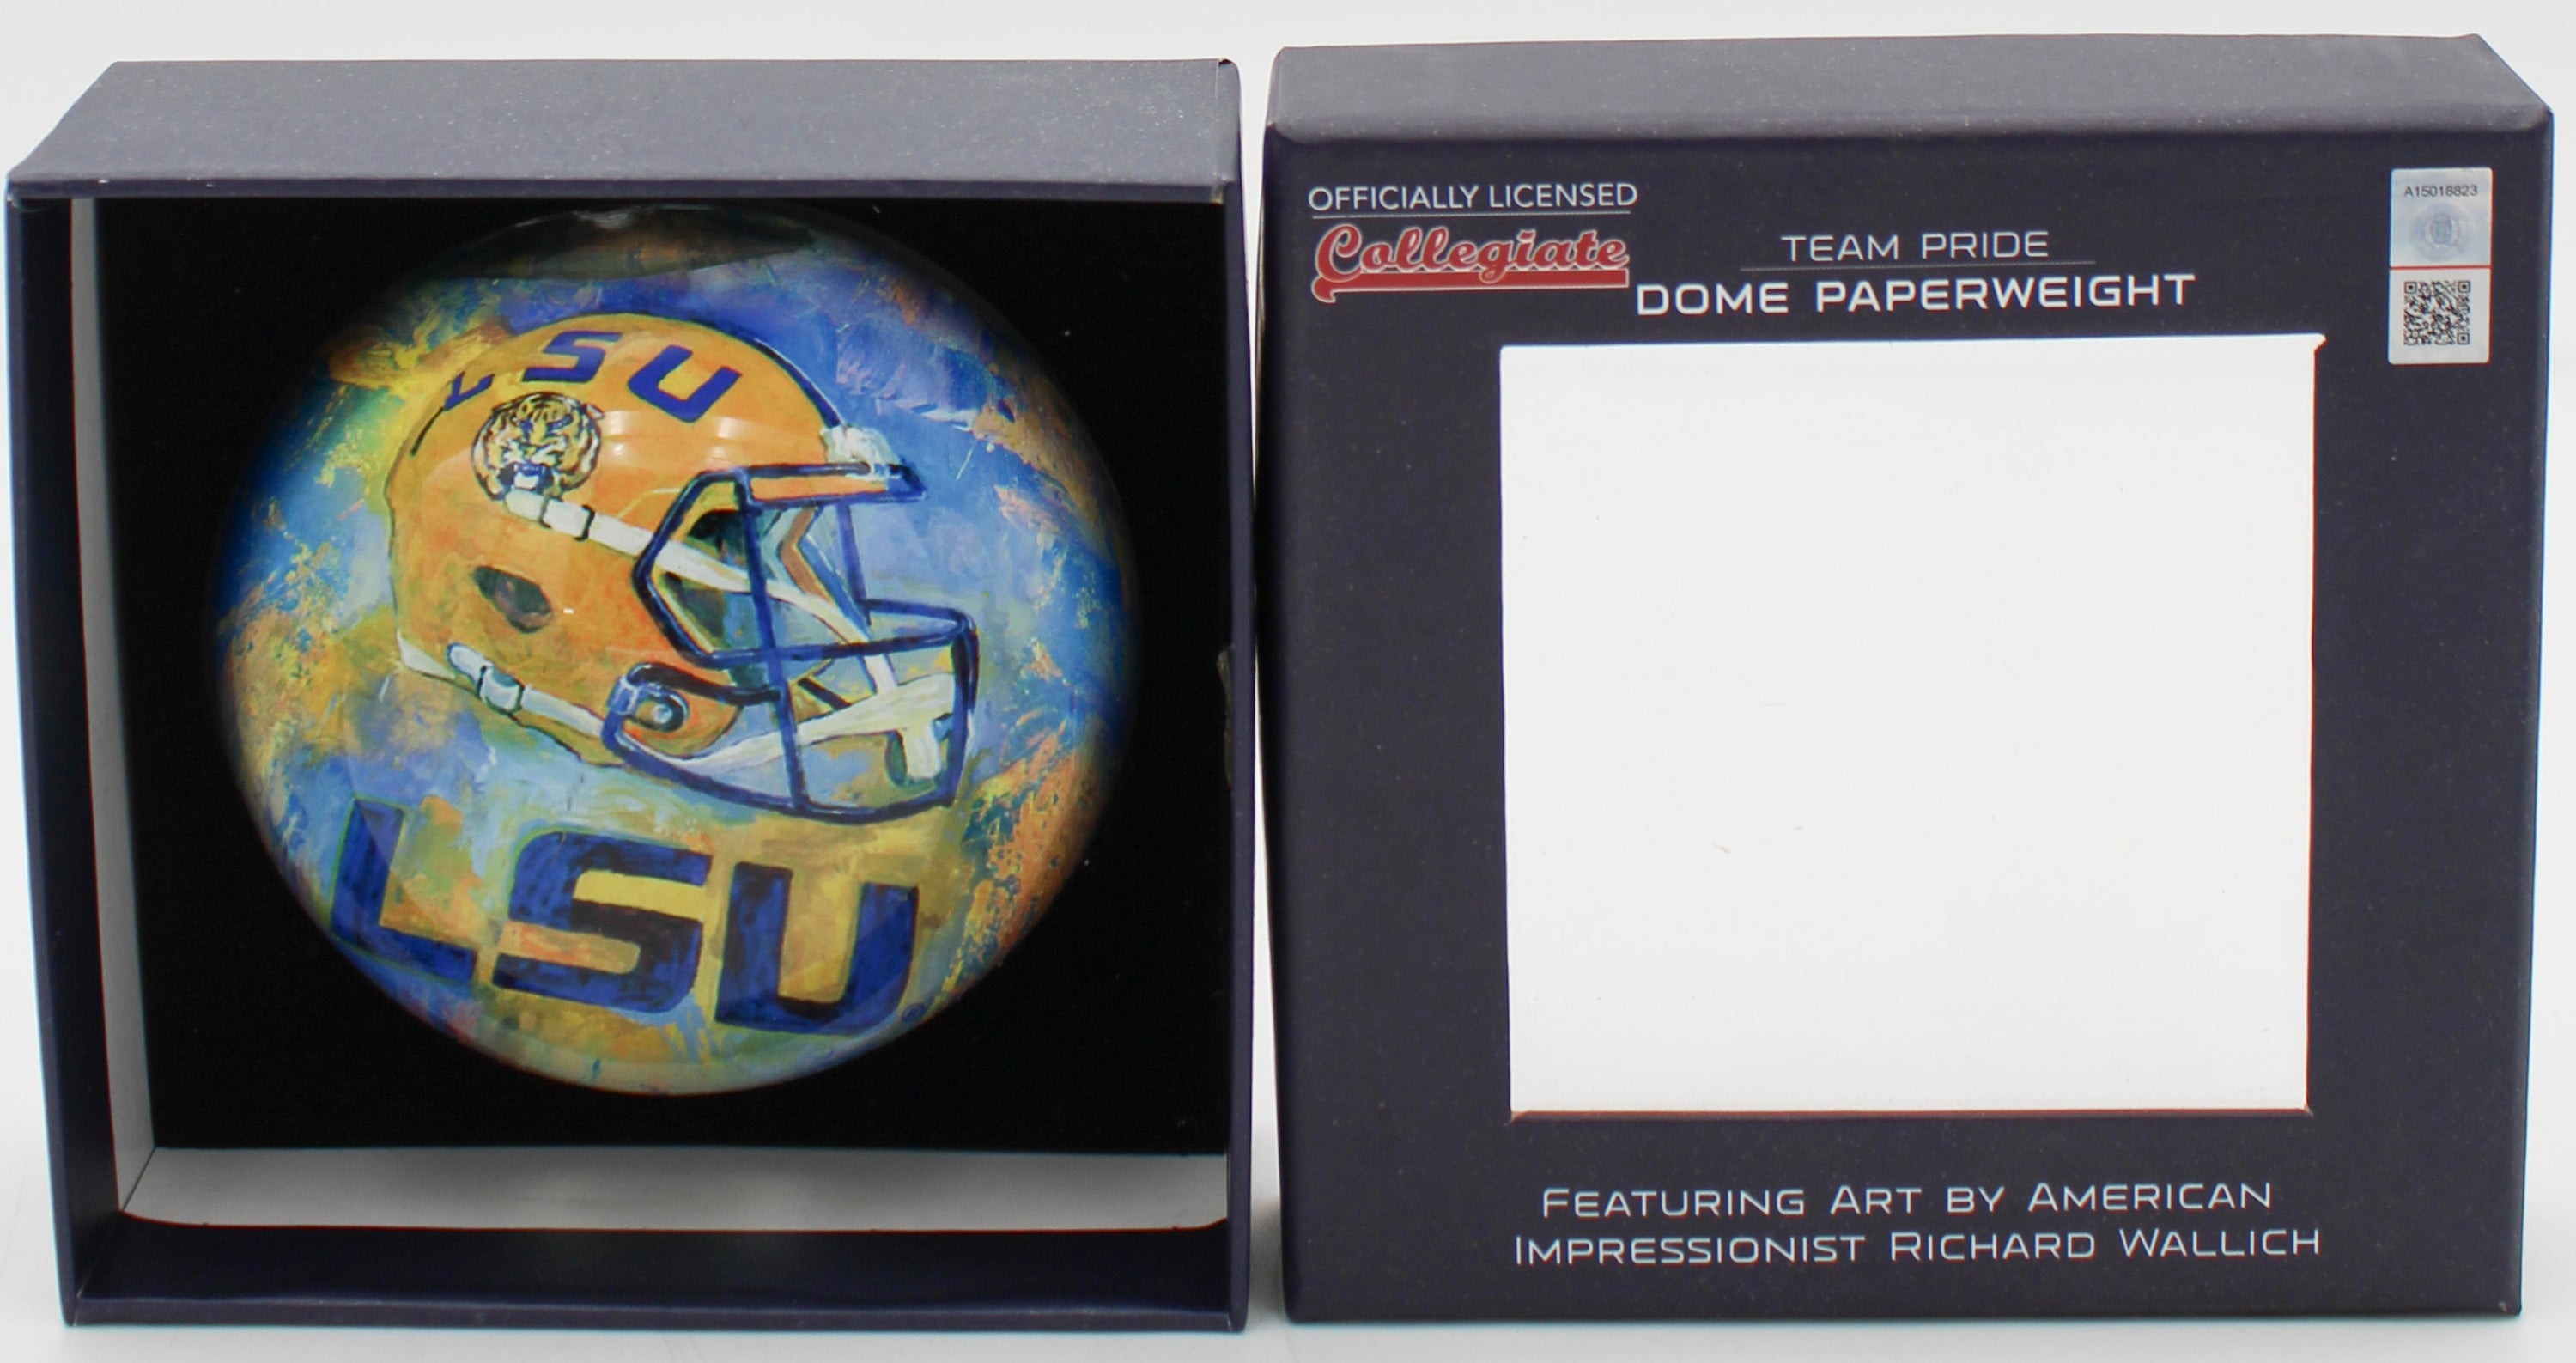 LSU
L
LSU
OFFICIALLY LICENSED
Collegiate
TEAM PRIDE
DOME PAPERWEIGHT
A15018823
FEATURING ART BY AMERICAN
IMPRESSIONIST RICHARD WALLICH